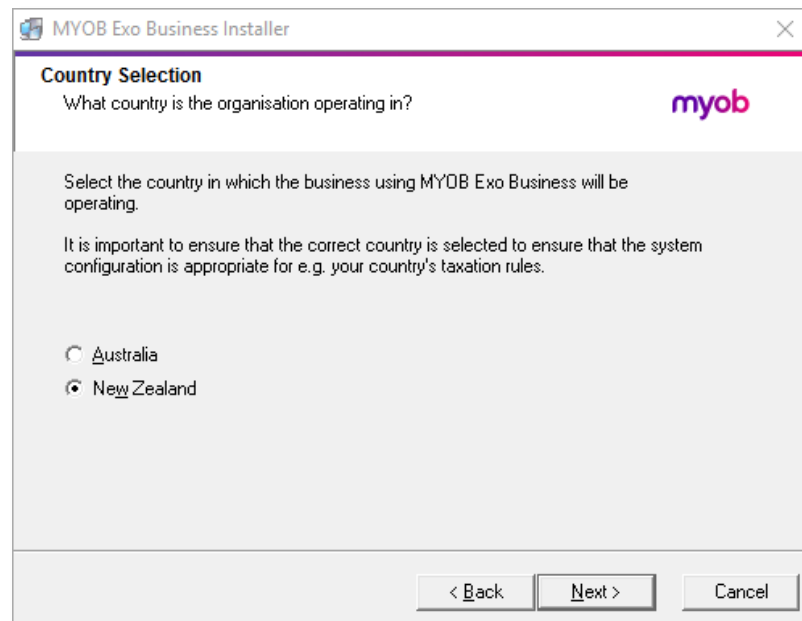 MYOB Exo Business Installer
Country Selection
What country is the organisation operating in?
myob
Select the country in which the business using MYOB Exo Business will be
operating.
It is important to ensure that the correct country is selected to ensure that the system
configuration is appropriate for e.g. your country's taxation rules.
Australia
New Zealand
< Back
Next >
Cancel